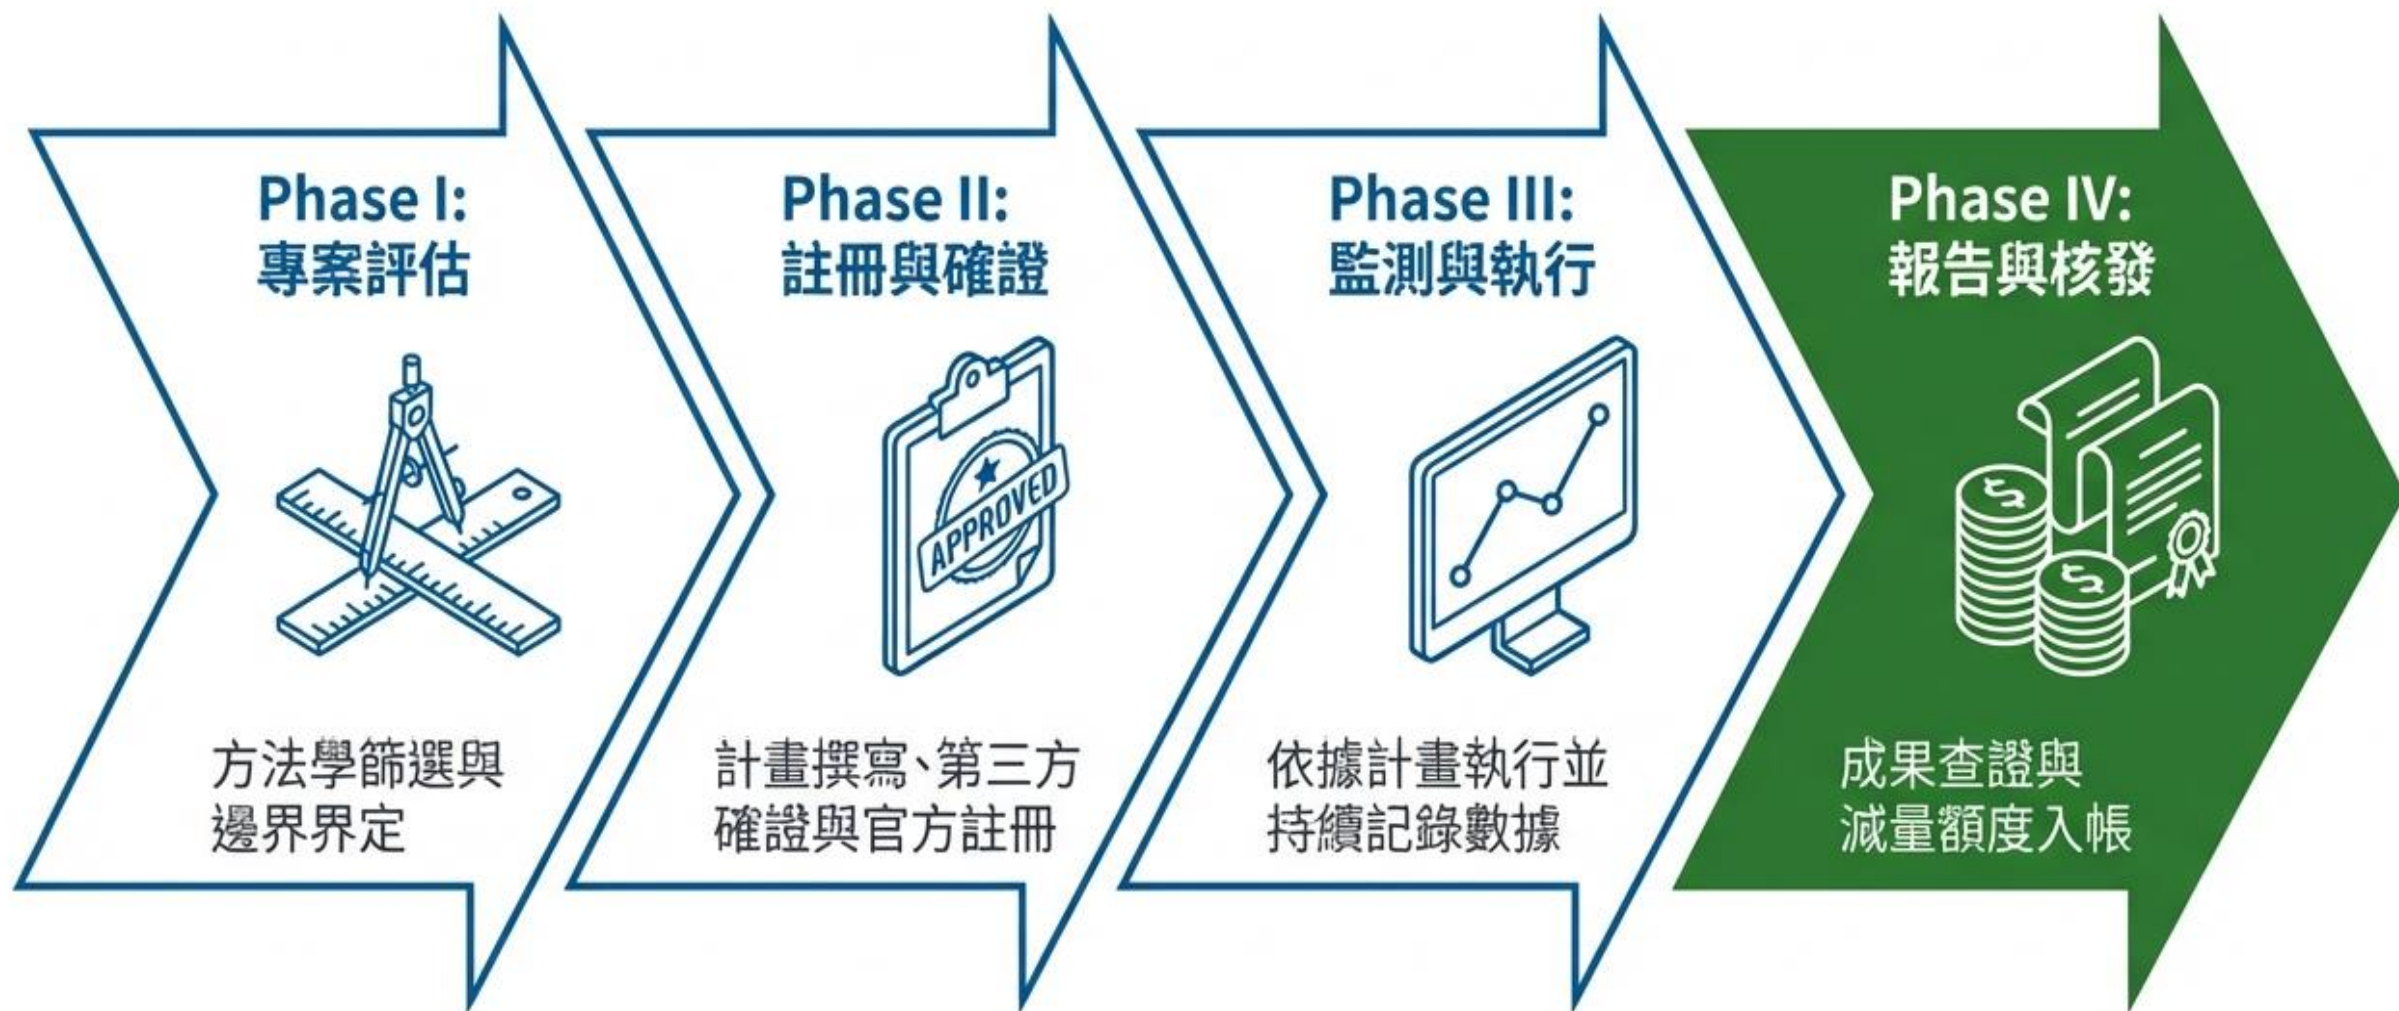 Phase I:
專案評估
方法學篩選與
邊界界定
Phase II:
註冊與確證
APPROVED
計畫撰寫、第三方
確證與官方註冊
Phase III:
監測與執行
依據計畫執行並
持續記錄數據
Phase IV:
報告與核發
$
$
成果查證與
減量額度入帳